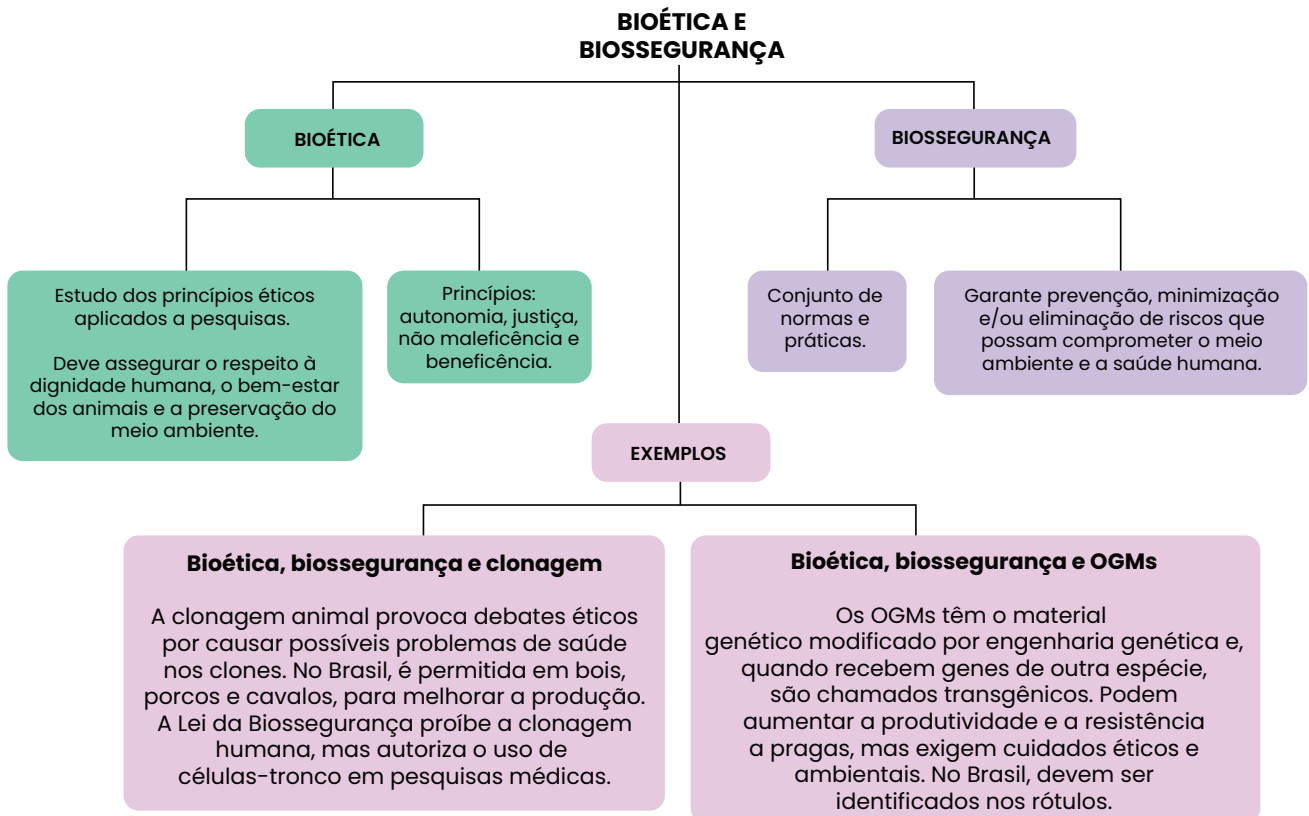 BIOÉTICA E
BIOSSEGURANÇA
BIOÉTICA
BIOSSEGURANÇA
Estudo dos princípios éticos
aplicados a pesquisas.
Deve assegurar o respeito à
dignidade humana, o bem-estar
dos animais e a preservação do
meio ambiente.
Princípios:
autonomia, justiça,
não maleficência e
beneficência.
Conjunto de
normas e
práticas.
Garante prevenção, minimização
e/ou eliminação de riscos que
possam comprometer o meio
ambiente e a saúde humana.
EXEMPLOS
Bioética, biossegurança e clonagem
A clonagem animal provoca debates éticos
por causar possíveis problemas de saúde
nos clones. No Brasil, é permitida em bois,
porcos e cavalos, para melhorar a produção.
A Lei da Biossegurança proíbe a clonagem
humana, mas autoriza o uso de
células-tronco em pesquisas médicas.
Bioética, biossegurança e OGMs
Os OGMs têm o material
genético modificado por engenharia genética e,
quando recebem genes de outra espécie,
são chamados transgênicos. Podem
aumentar a produtividade e a resistência
a pragas, mas exigem cuidados éticos e
ambientais. No Brasil, devem ser
identificados nos rótulos.